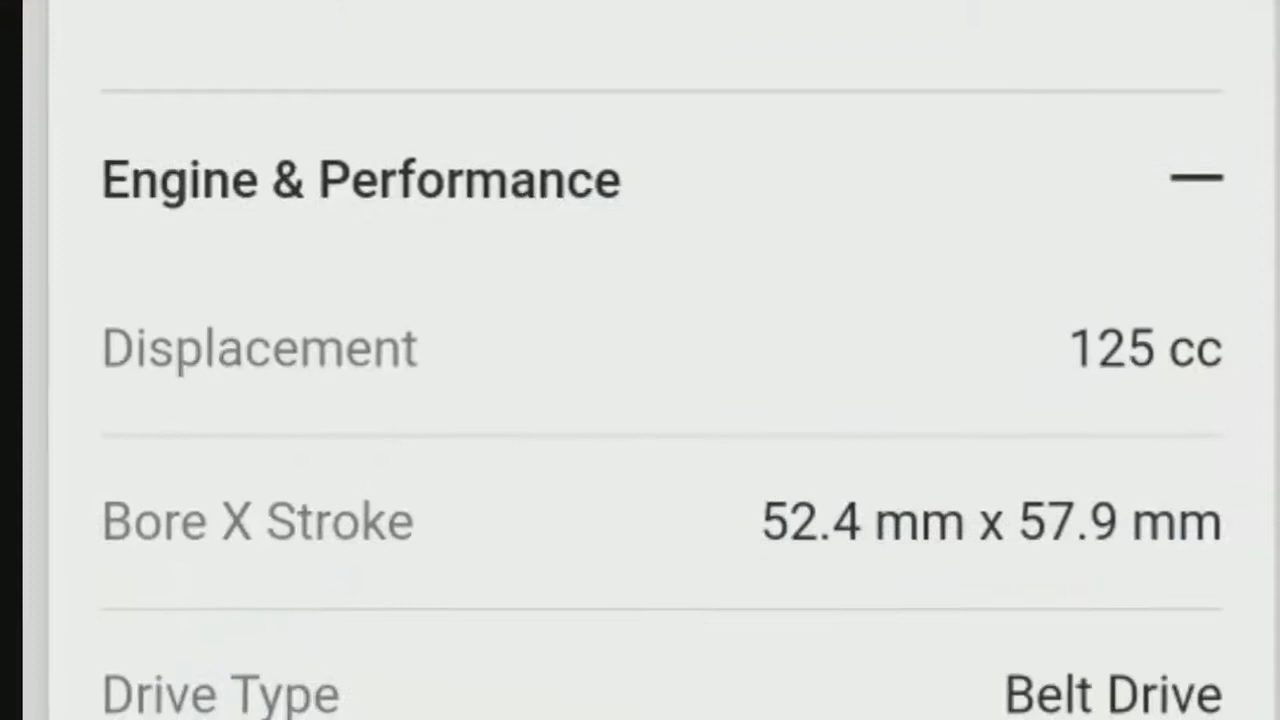 Engine & Performance
Displacement 125 cc
Bore X Stroke 52.4 mm x 57.9 mm
Drive Type Belt Drive